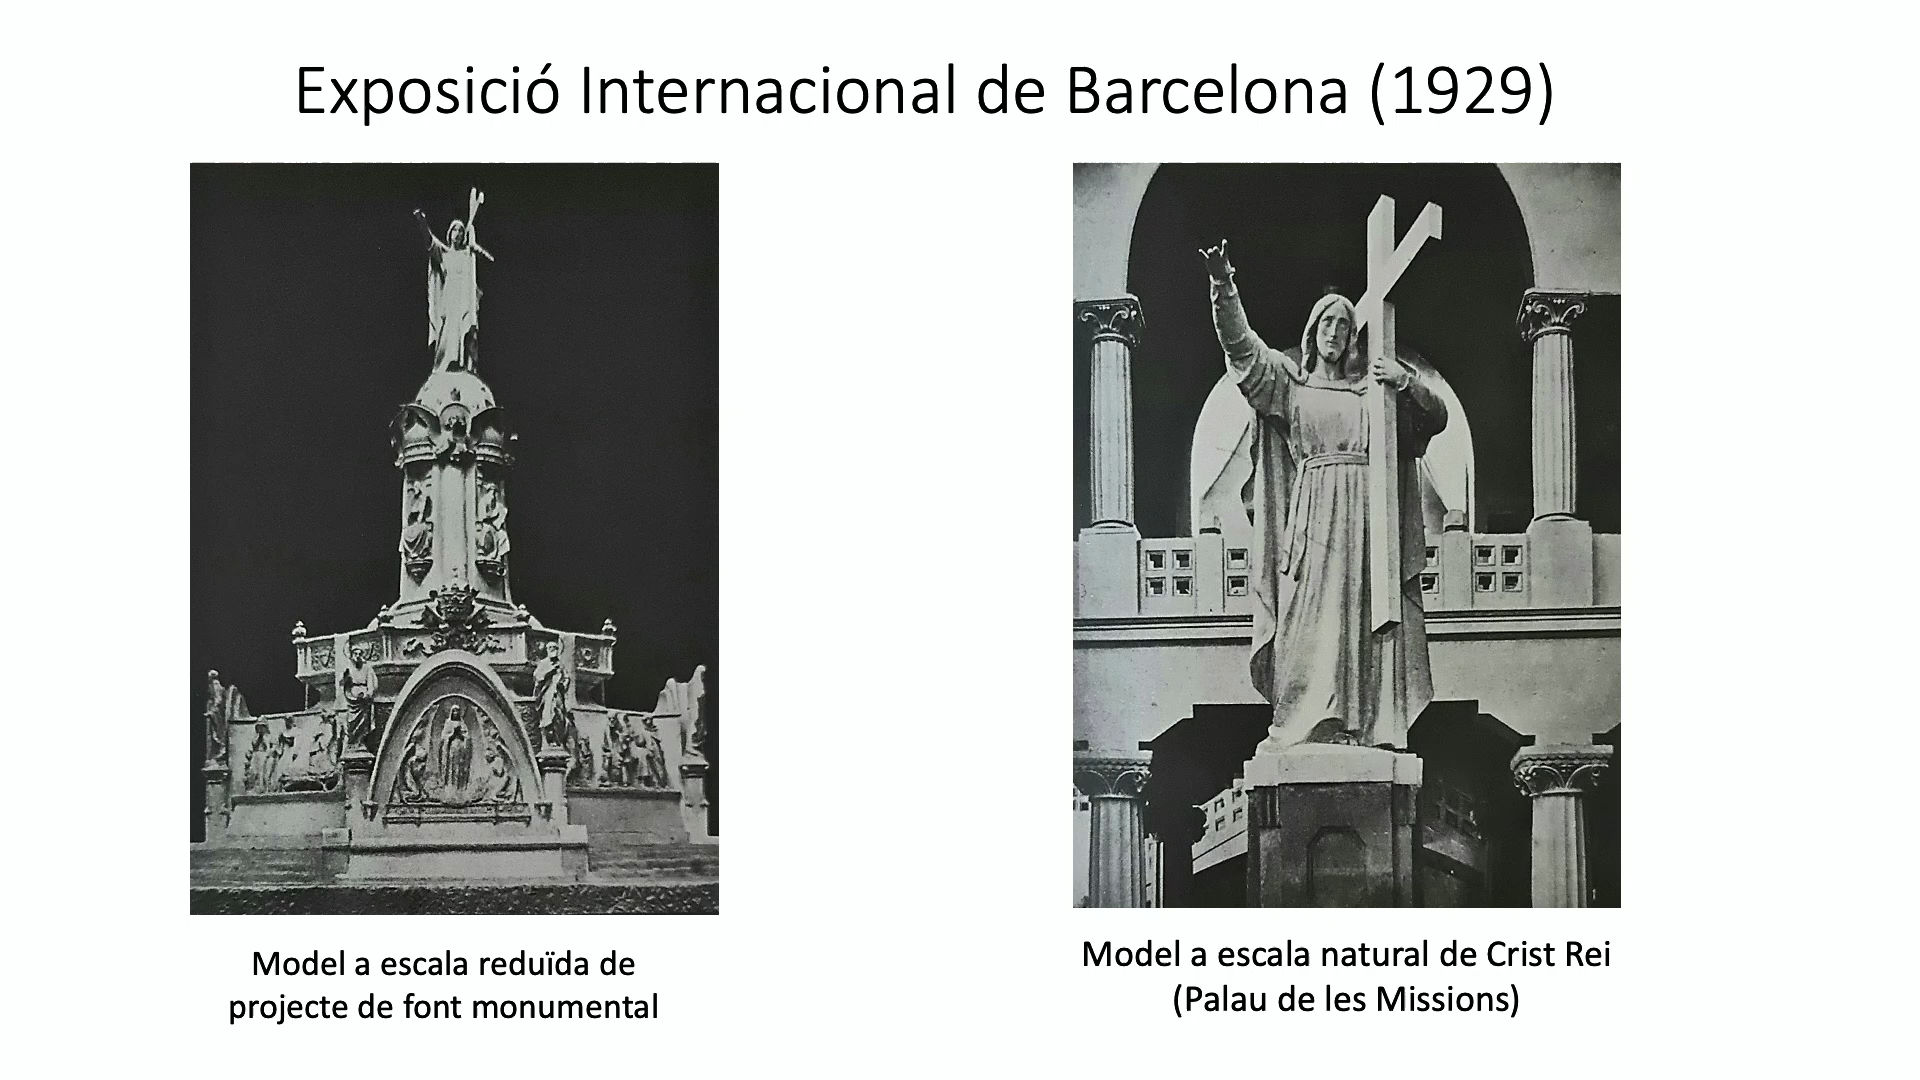 Exposició Internacional de Barcelona (1929)
Model a escala reduïda de
projecte de font monumental
Model a escala natural de Crist Rei
(Palau de les Missions)